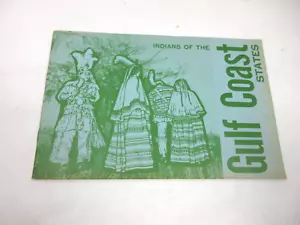 INDIANS OF THE
Gulf Coast
STATES